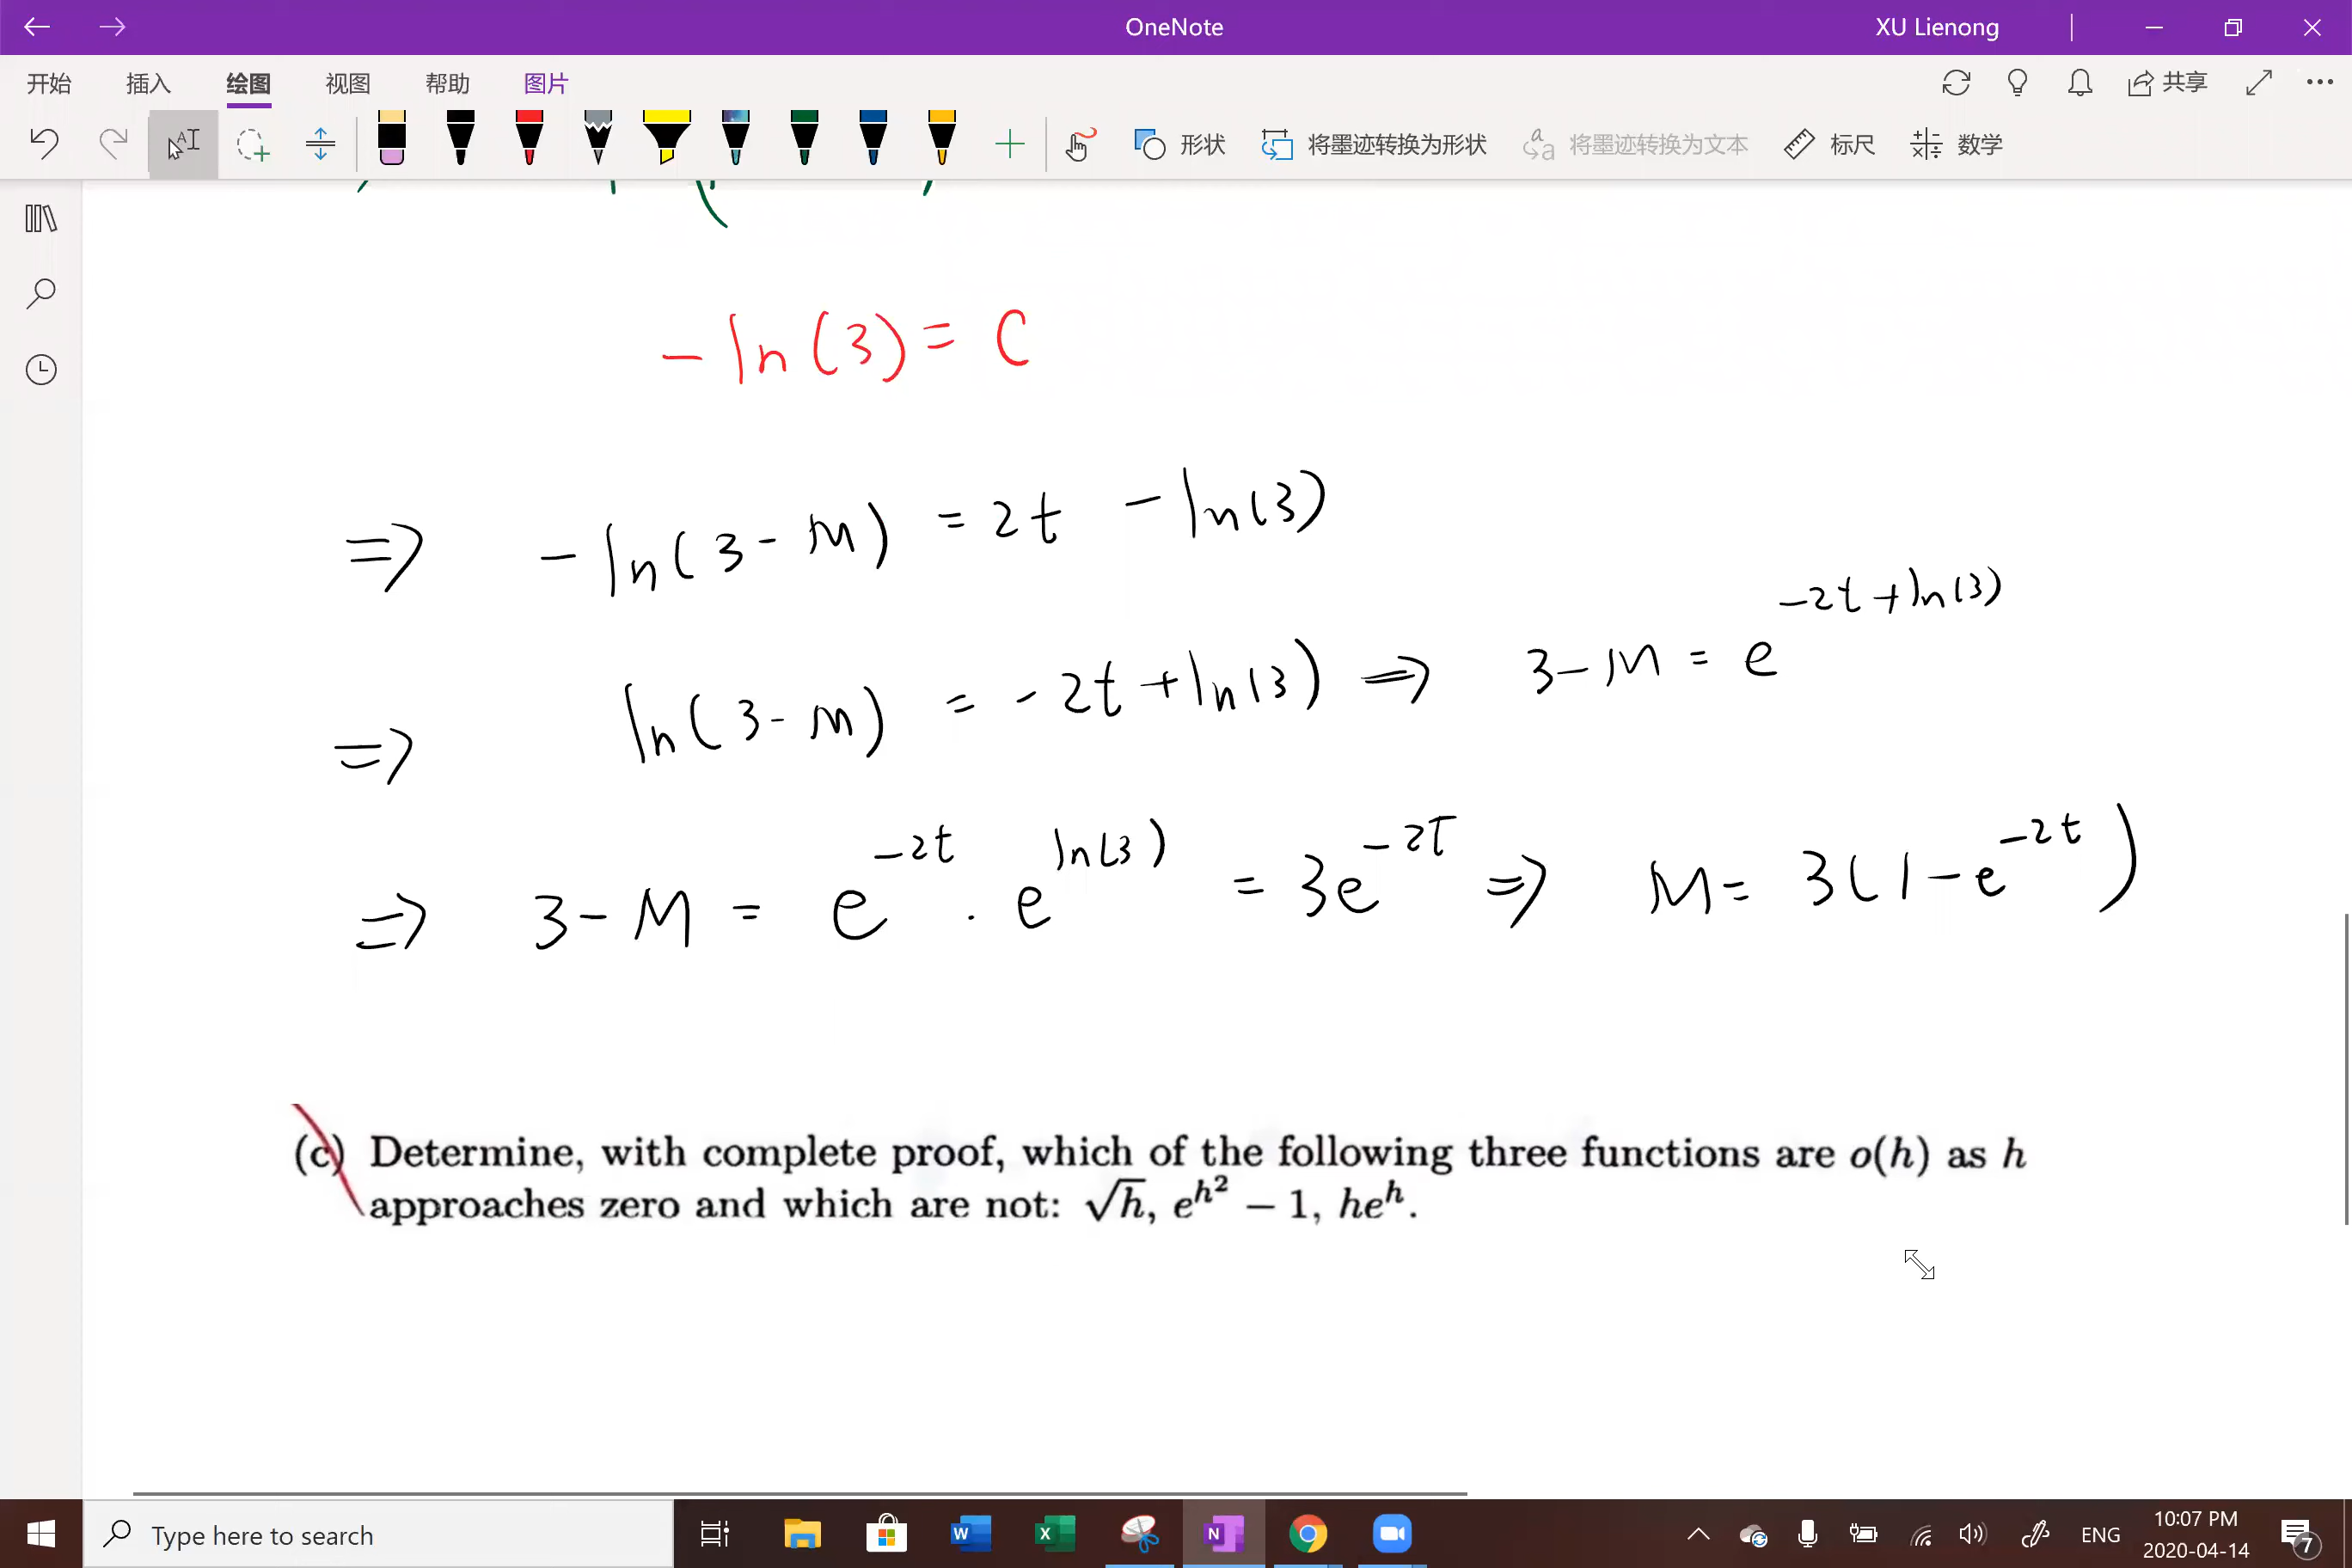 OneNote
XU Lienong
开始 插入 绘图 视图 帮助 图片
共享
形状 将墨迹转换为形状 将墨迹转换为文本 标尺 数学
-ln(3) = C
=> -ln(3-M) = 2t - ln(3)
=> ln(3-M) = -2t + ln(3) => 3-M = e^{-2t+ln(3)}
=> 3-M = e^{-2t} · e^{ln(3)} = 3e^{-2t} => M = 3(1-e^{-2t})
(c) Determine, with complete proof, which of the following three functions are o(h) as h
approaches zero and which are not: √h, e^{h^2} − 1, he^h.
Type here to search
ENG
10:07 PM
2020-04-14
7